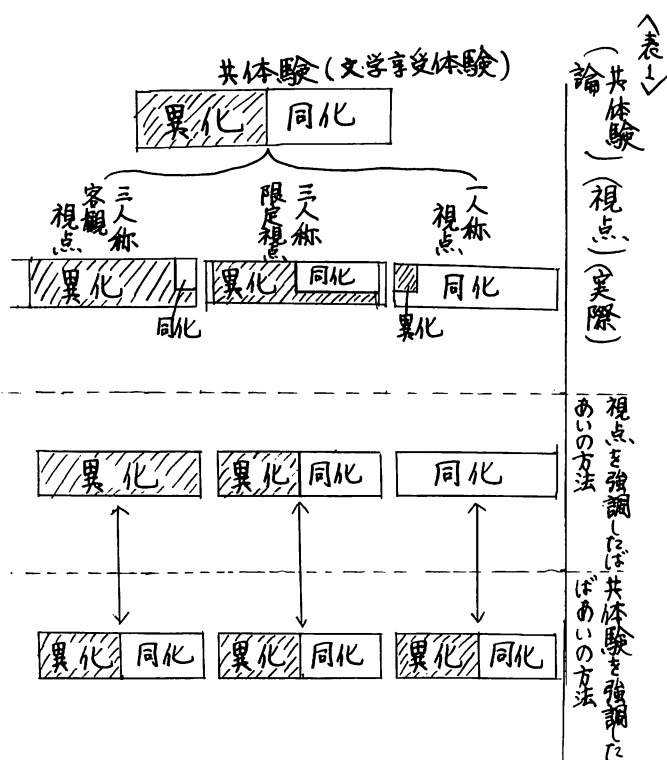 〈表1〉
(共体験論)
(視点)
(実際)
共体験(文学享受体験)
異化
同化
一人称
視点
三人称
限定視点
三人称
客観
視点
同化
異化
異化
同化
異化
同化
視点を強調したば
あいの方法
同化
異化
同化
異化
共体験を強調した
ばあいの方法
異化
同化
異化
同化
異化
同化